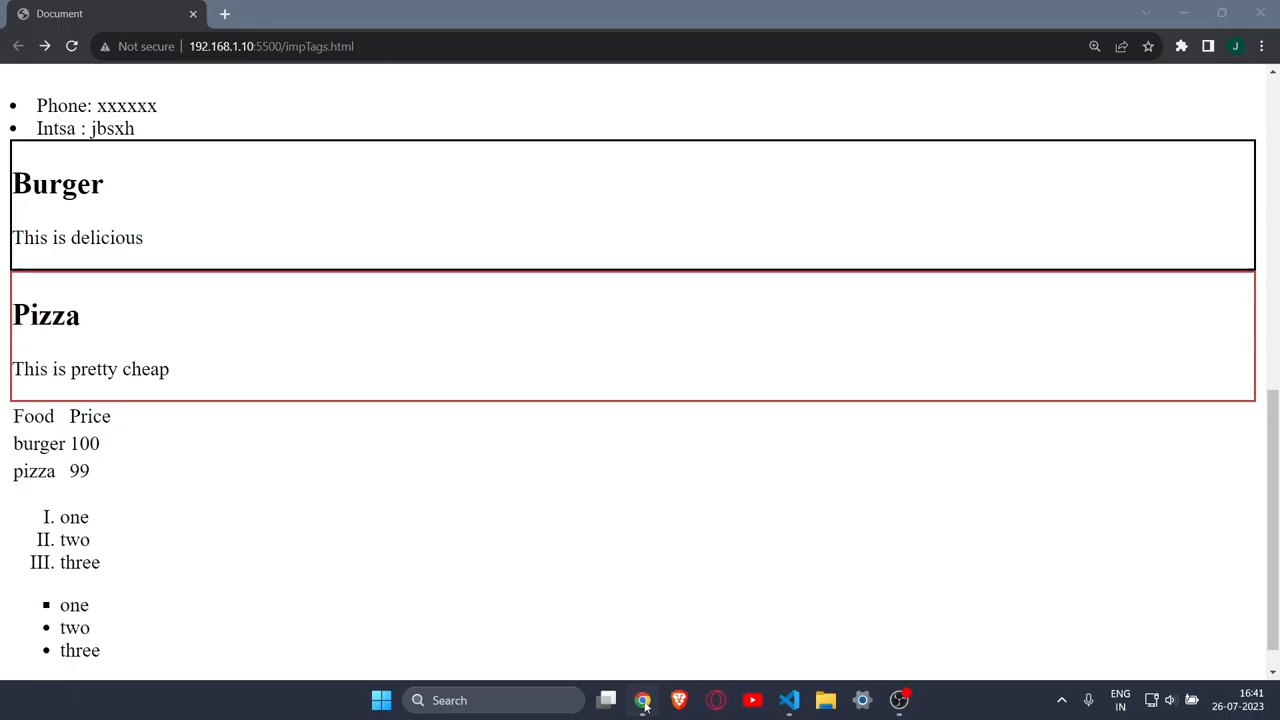 Document
Not secure
192.168.1.10:5500/impTags.html
J
Phone: xxxxxx
Intsa : jbsxh
Burger
This is delicious
Pizza
This is pretty cheap
Food Price
burger 100
pizza 99
I. one
II. two
III. three
one
two
three
Search
ENG
IN
16:41
26-07-2023